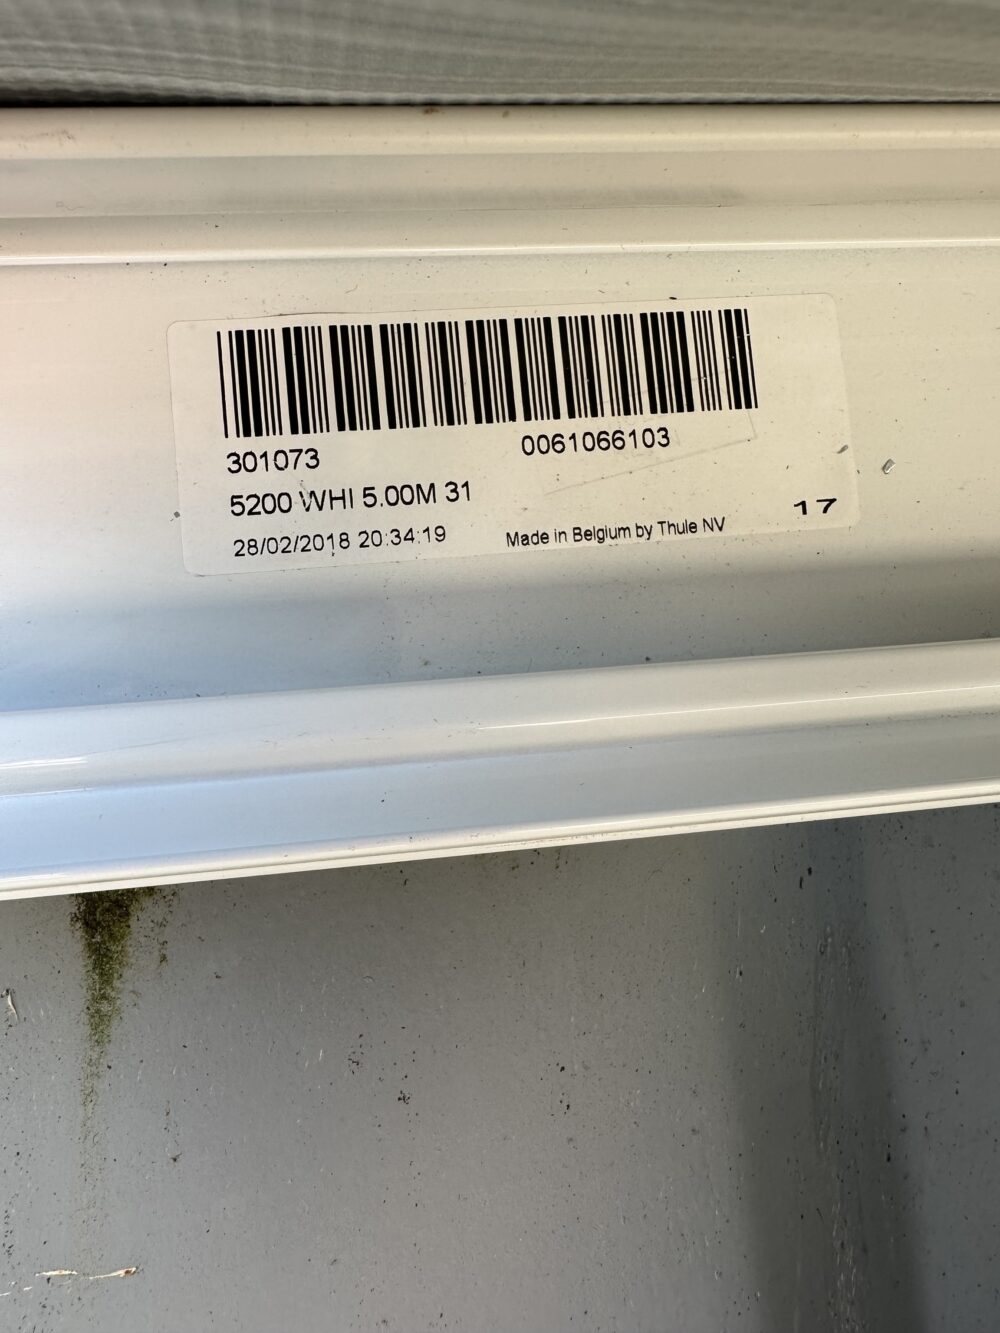 301073 0061066103
5200 WHI 5.00M 31
28/02/2018 20:34:19 Made in Belgium by Thule NV 17